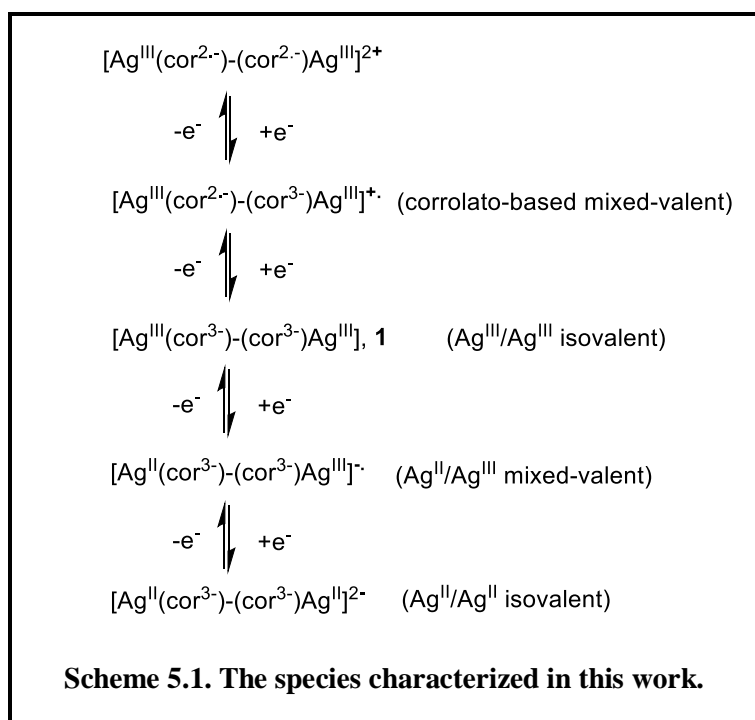 [Ag^III(cor^2·-)-(cor^2·-)Ag^III]^2+
-e^- +e^-
[Ag^III(cor^2·-)-(cor^3-)Ag^III]^+· (corrolato-based mixed-valent)
-e^- +e^-
[Ag^III(cor^3-)-(cor^3-)Ag^III], 1 (Ag^III/Ag^III isovalent)
-e^- +e^-
[Ag^II(cor^3-)-(cor^3-)Ag^III]^-· (Ag^II/Ag^III mixed-valent)
-e^- +e^-
[Ag^II(cor^3-)-(cor^3-)Ag^II]^2- (Ag^II/Ag^II isovalent)
Scheme 5.1. The species characterized in this work.